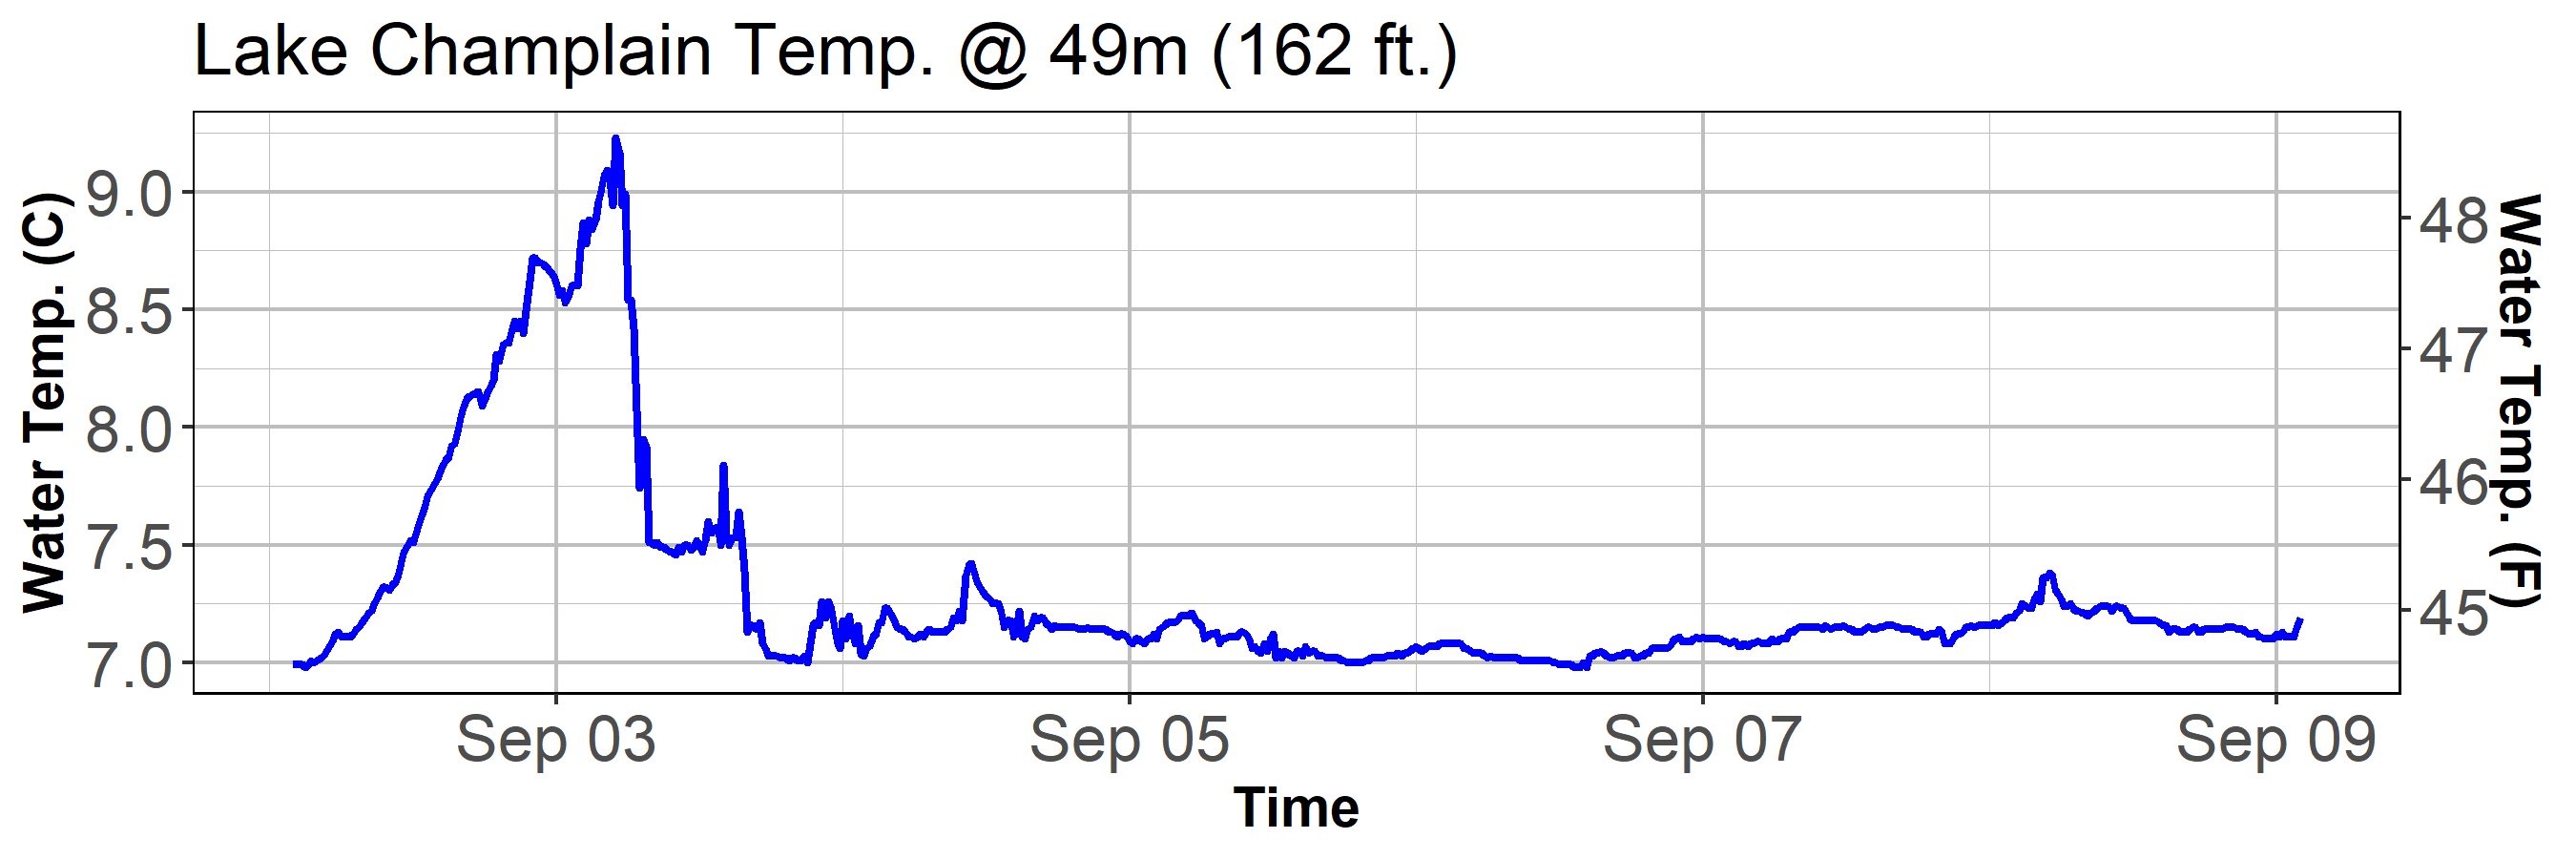 Lake Champlain Temp. @ 49m (162 ft.)
Water Temp. (C)
9.0
8.5
8.0
7.5
7.0
48
47
46
45
Water Temp. (F)
Sep 03 Sep 05 Sep 07 Sep 09
Time